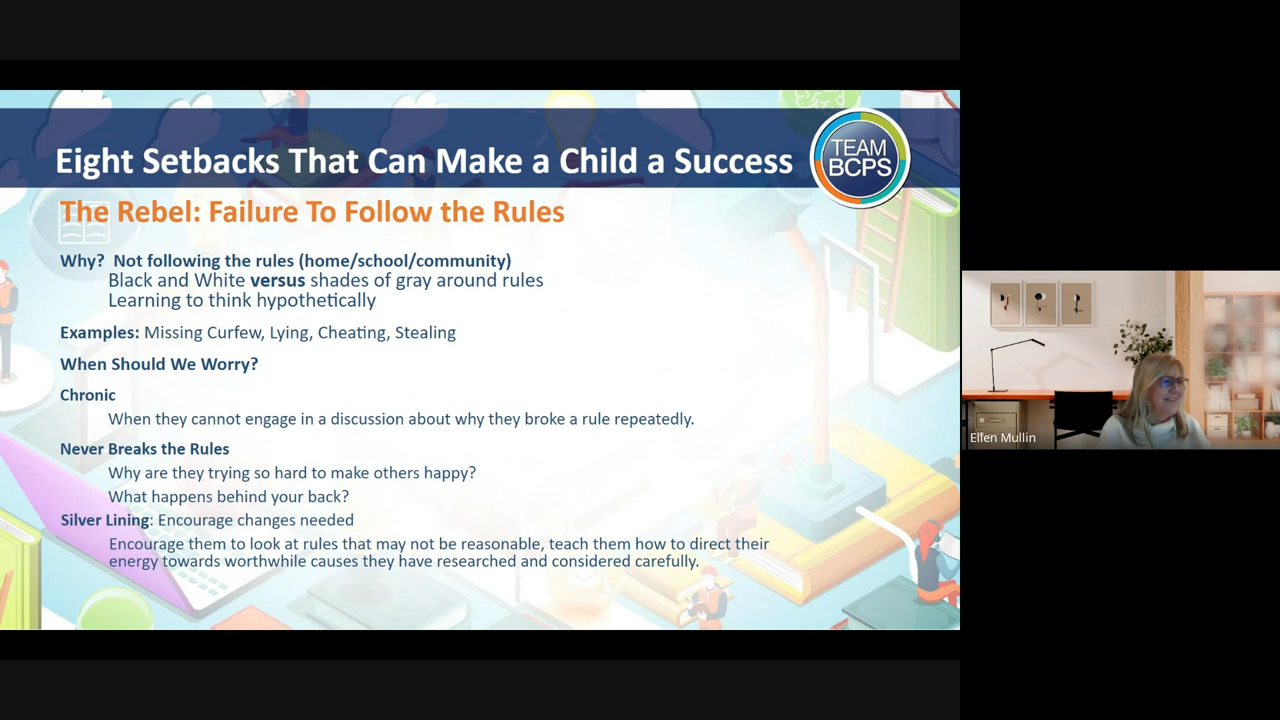 Eight Setbacks That Can Make a Child a Success
TEAM
BCPS
The Rebel: Failure To Follow the Rules
Why? Not following the rules (home/school/community)
Black and White versus shades of gray around rules
Learning to think hypothetically
Examples: Missing Curfew, Lying, Cheating, Stealing
When Should We Worry?
Chronic
When they cannot engage in a discussion about why they broke a rule repeatedly.
Never Breaks the Rules
Why are they trying so hard to make others happy?
What happens behind your back?
Silver Lining: Encourage changes needed
Encourage them to look at rules that may not be reasonable, teach them how to direct their
energy towards worthwhile causes they have researched and considered carefully.
Ellen Mullin